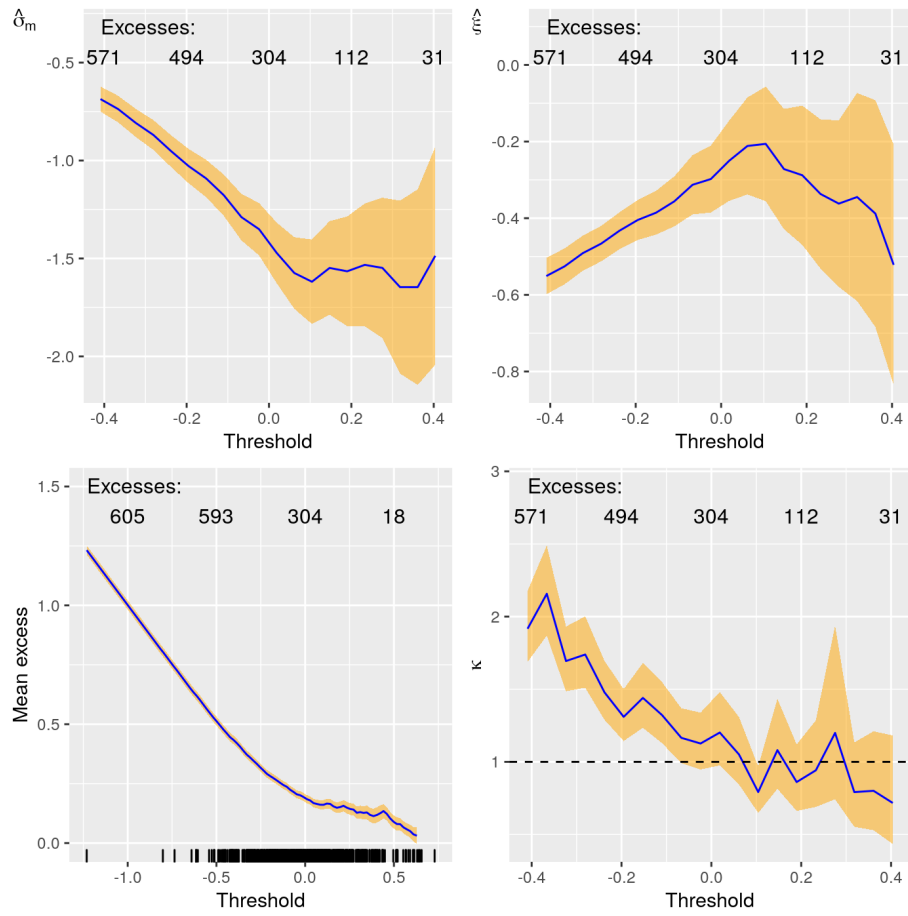 σ̂m
Excesses:
571 494 304 112 31
-0.5
-1.0
-1.5
-2.0
-0.4 -0.2 0.0 0.2 0.4
Threshold
ξ̂
Excesses:
571 494 304 112 31
0.0
-0.2
-0.4
-0.6
-0.8
-0.4 -0.2 0.0 0.2 0.4
Threshold
Mean excess
Excesses:
605 593 304 18
1.5
1.0
0.5
0.0
-1.0 -0.5 0.0 0.5
Threshold
κ
Excesses:
571 494 304 112 31
3
2
1
-0.4 -0.2 0.0 0.2 0.4
Threshold